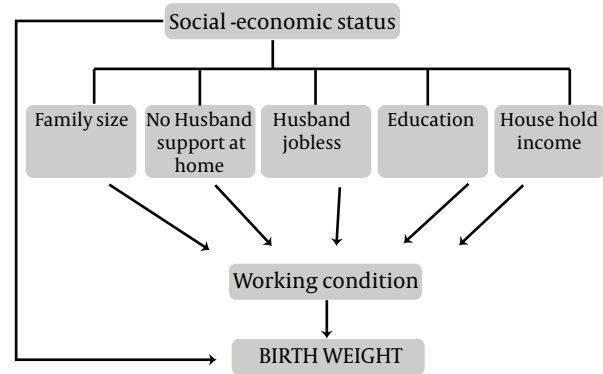 Social -economic status
Family size
No Husband
support at
home
Husband
jobless
Education
House hold
income
Working condition
BIRTH WEIGHT